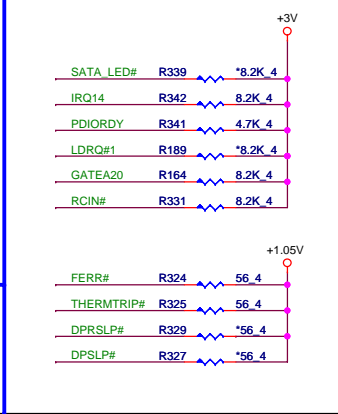 +3V
SATA_LED# R339 *8.2K_4
IRQ14 R342 8.2K_4
PDIORDY R341 4.7K_4
LDRQ#1 R189 *8.2K_4
GATEA20 R164 8.2K_4
RCIN# R331 8.2K_4
+1.05V
FERR# R324 56_4
THERMTRIP# R325 56_4
DPRSLP# R329 *56_4
DPSLP# R327 *56_4